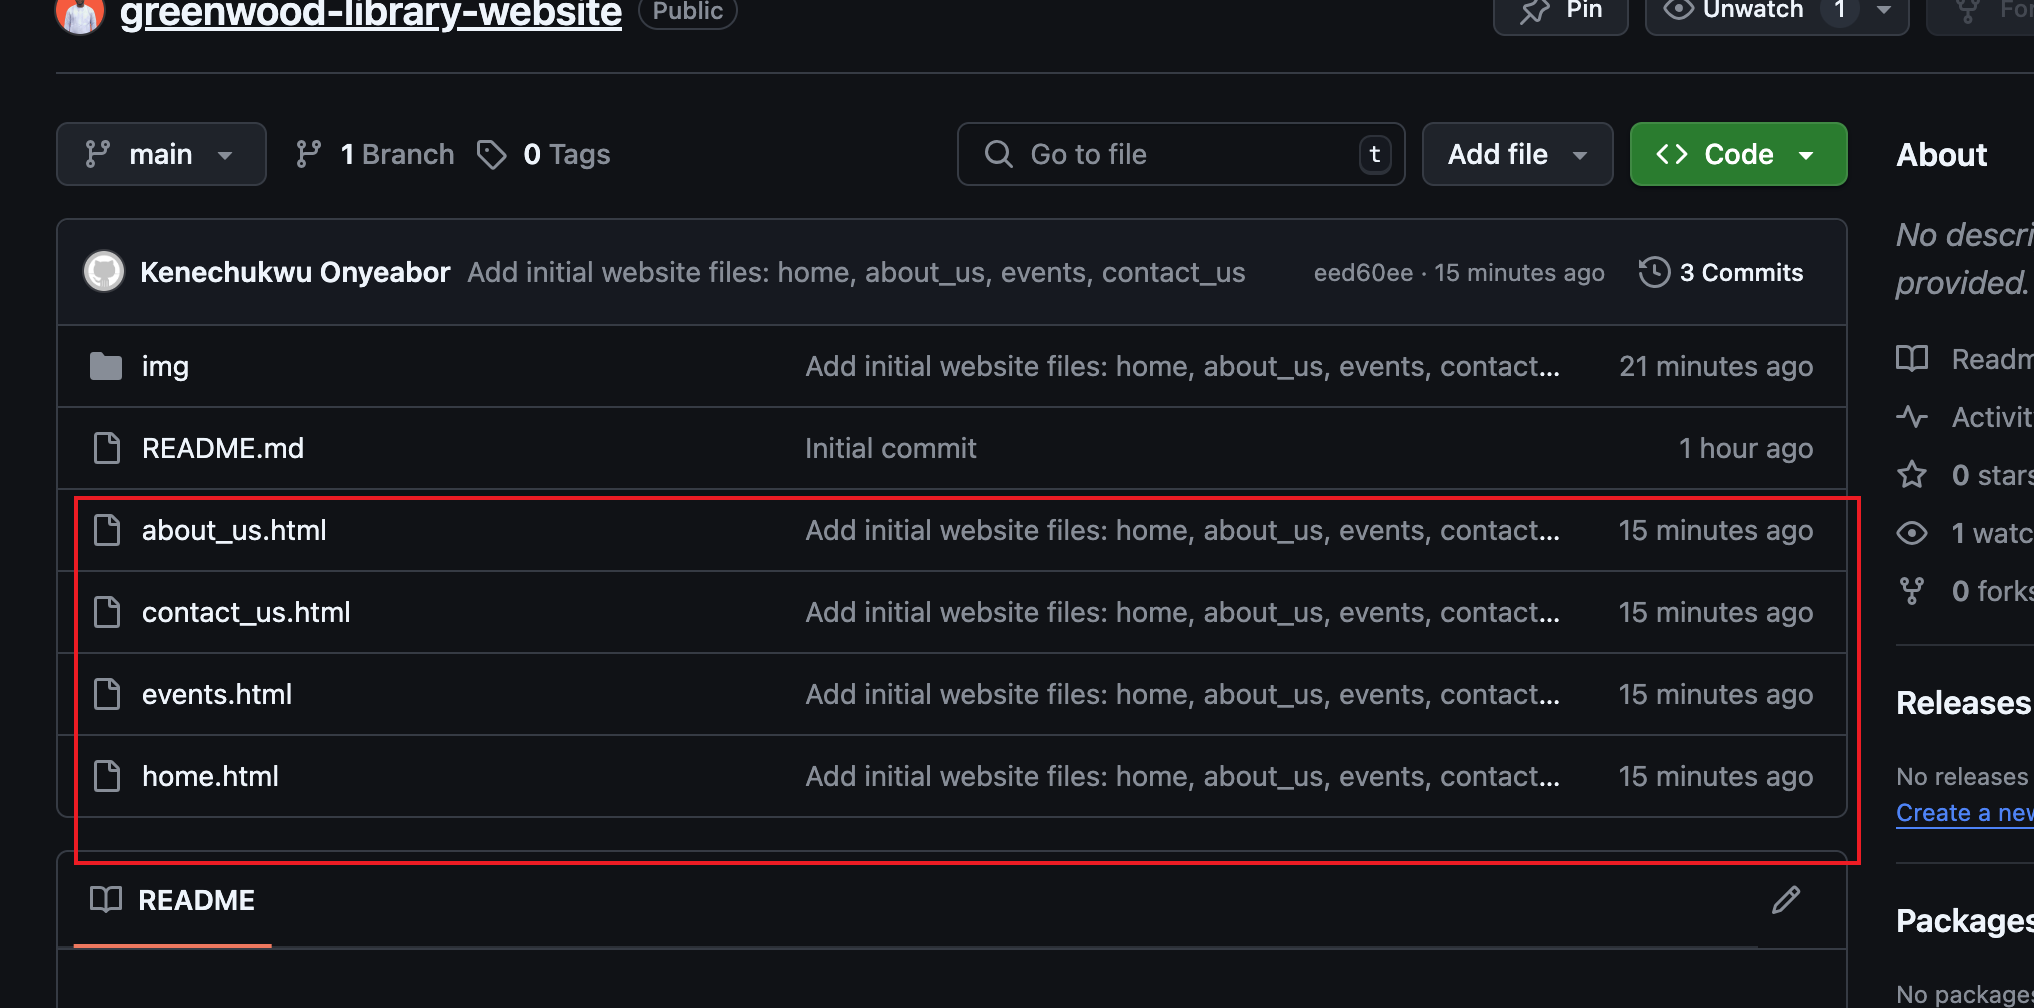 greenwood-library-website Public Pin Unwatch 1
main 1 Branch 0 Tags Go to file t Add file Code
Kenechukwu Onyeabor Add initial website files: home, about_us, events, contact_us eed60ee · 15 minutes ago 3 Commits
img Add initial website files: home, about_us, events, contact... 21 minutes ago
README.md Initial commit 1 hour ago
about_us.html Add initial website files: home, about_us, events, contact... 15 minutes ago
contact_us.html Add initial website files: home, about_us, events, contact... 15 minutes ago
events.html Add initial website files: home, about_us, events, contact... 15 minutes ago
home.html Add initial website files: home, about_us, events, contact... 15 minutes ago
README
About
No descri
provided.
Readm
Activit
0 stars
1 watc
0 forks
Releases
No releases
Create a new
Packages
No packages